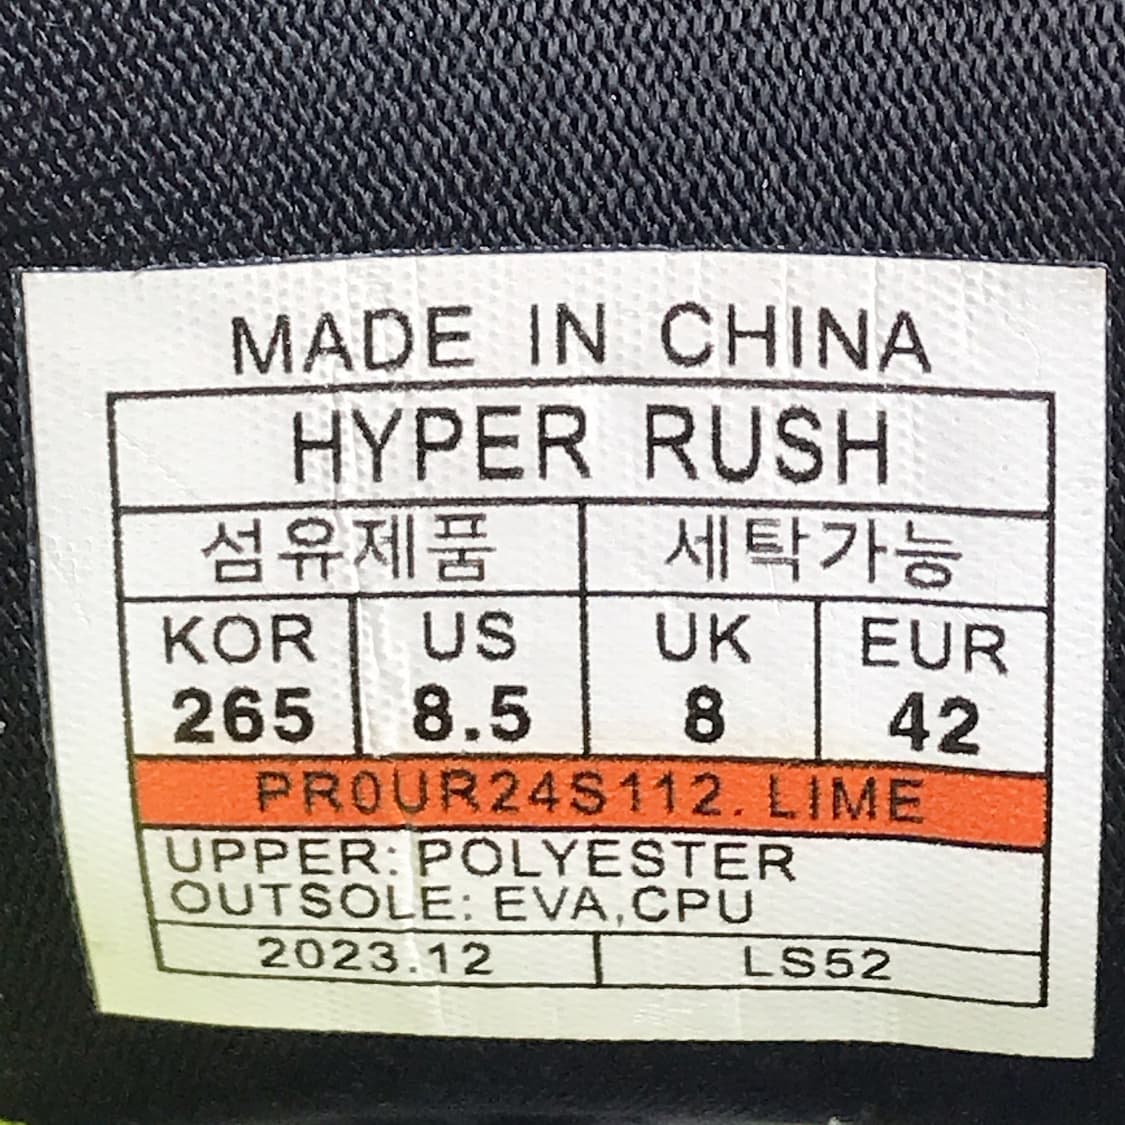 MADE IN CHINA
HYPER RUSH
섬유제품 세탁가능
KOR US UK EUR
265 8.5 8 42
PR0UR24S112. LIME
UPPER: POLYESTER
OUTSOLE: EVA,CPU
2023.12 LS52